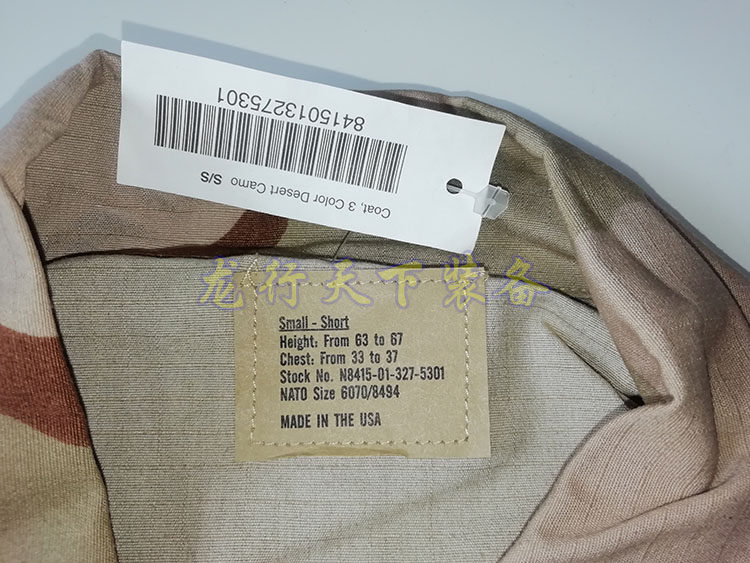 Coat, 3 Color Desert Camo S/S
8415013275301
龙行天下装备
Small - Short
Height: From 63 to 67
Chest: From 33 to 37
Stock No. N8415-01-327-5301
NATO Size 6070/8494
MADE IN THE USA